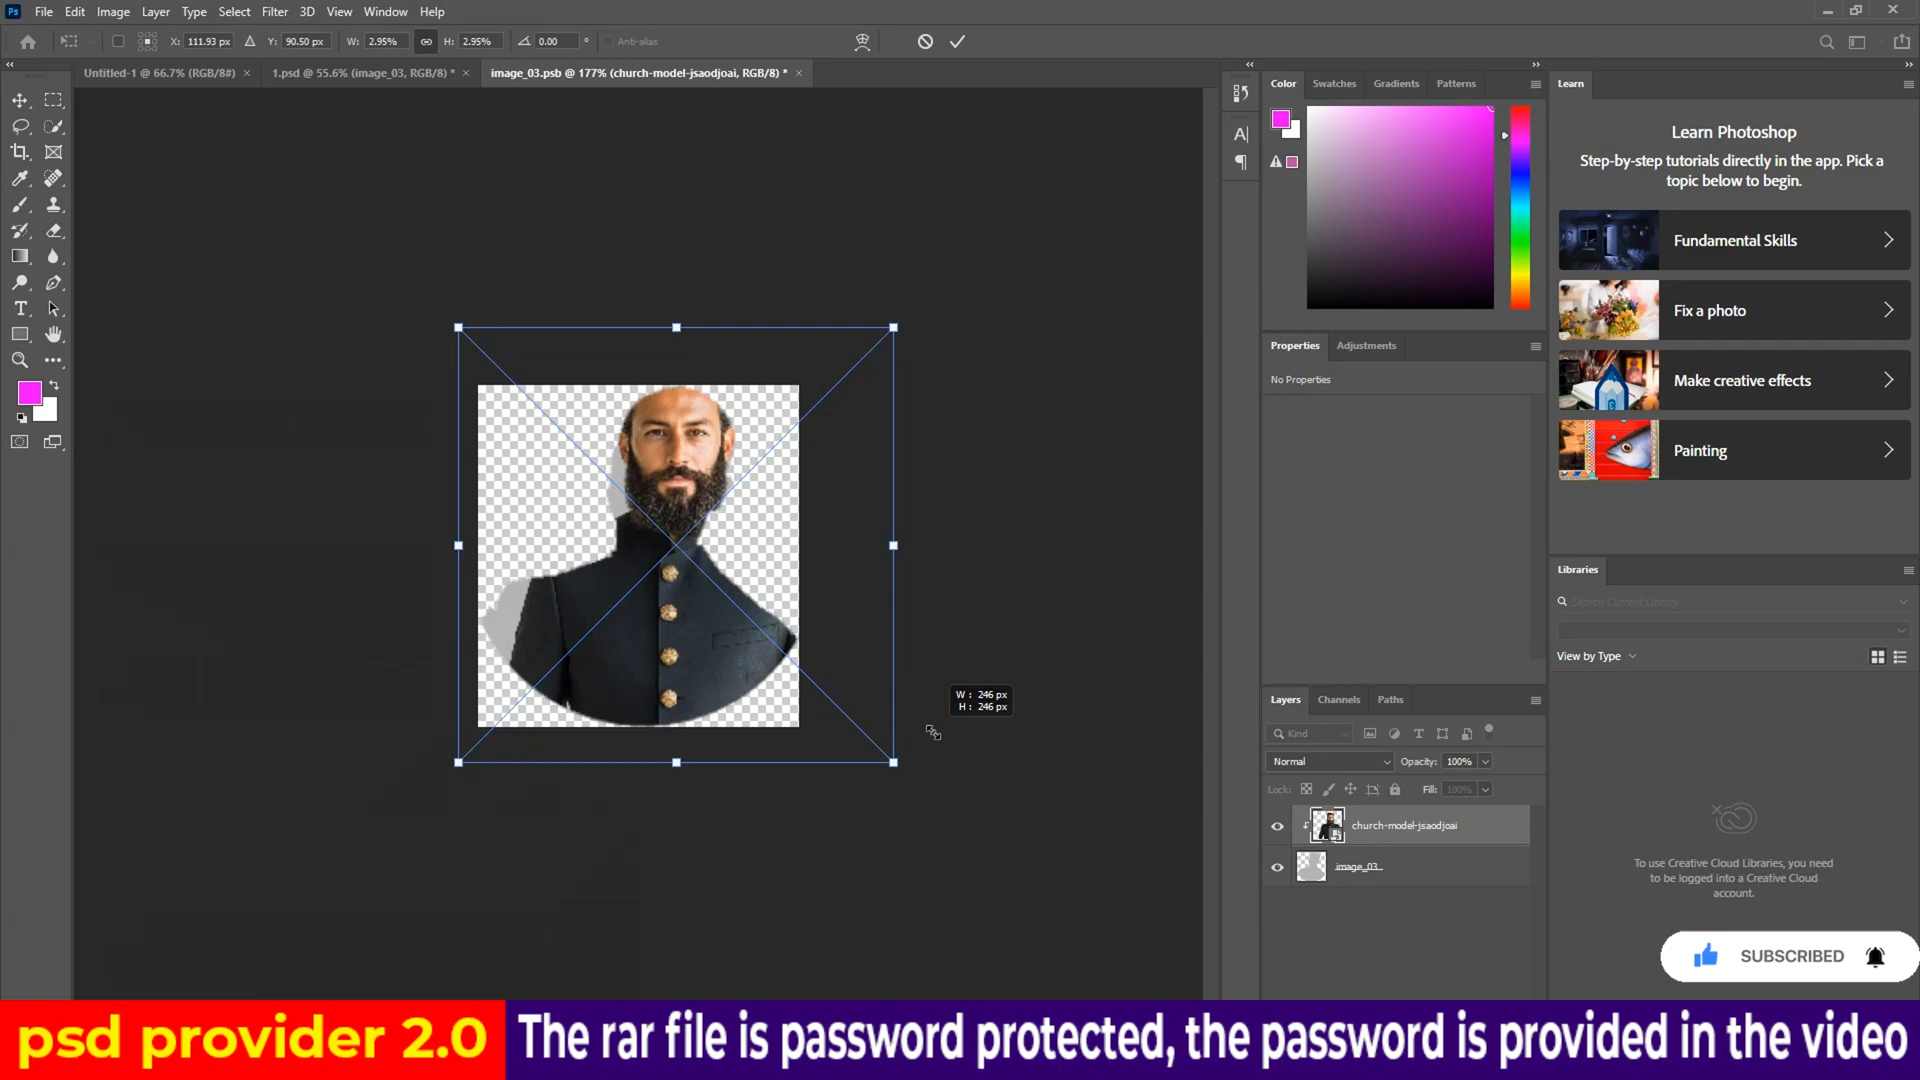 Ps File Edit Image Layer Type Select Filter 3D View Window Help
X: 111.93 px Y: 90.50 px W: 2.95% H: 2.95% 0.00 ° Anti-alias
Untitled-1 @ 66.7% (RGB/8#) × 1.psd @ 55.6% (image_03, RGB/8) * × image_03.psb @ 177% (church-model-jsaodjoai, RGB/8) * ×
Color Swatches Gradients Patterns
Learn
Learn Photoshop
Step-by-step tutorials directly in the app. Pick a
topic below to begin.
Fundamental Skills
Fix a photo
Make creative effects
Painting
Properties Adjustments
No Properties
Libraries
Search Current Library
View by Type
W : 246 px
H : 246 px
Layers Channels Paths
Kind
Normal Opacity: 100%
Lock: Fill: 100%
church-model-jsaodjoai
image_03
To use Creative Cloud Libraries, you need
to be logged into a Creative Cloud
account.
SUBSCRIBED
psd provider 2.0 The rar file is password protected, the password is provided in the video